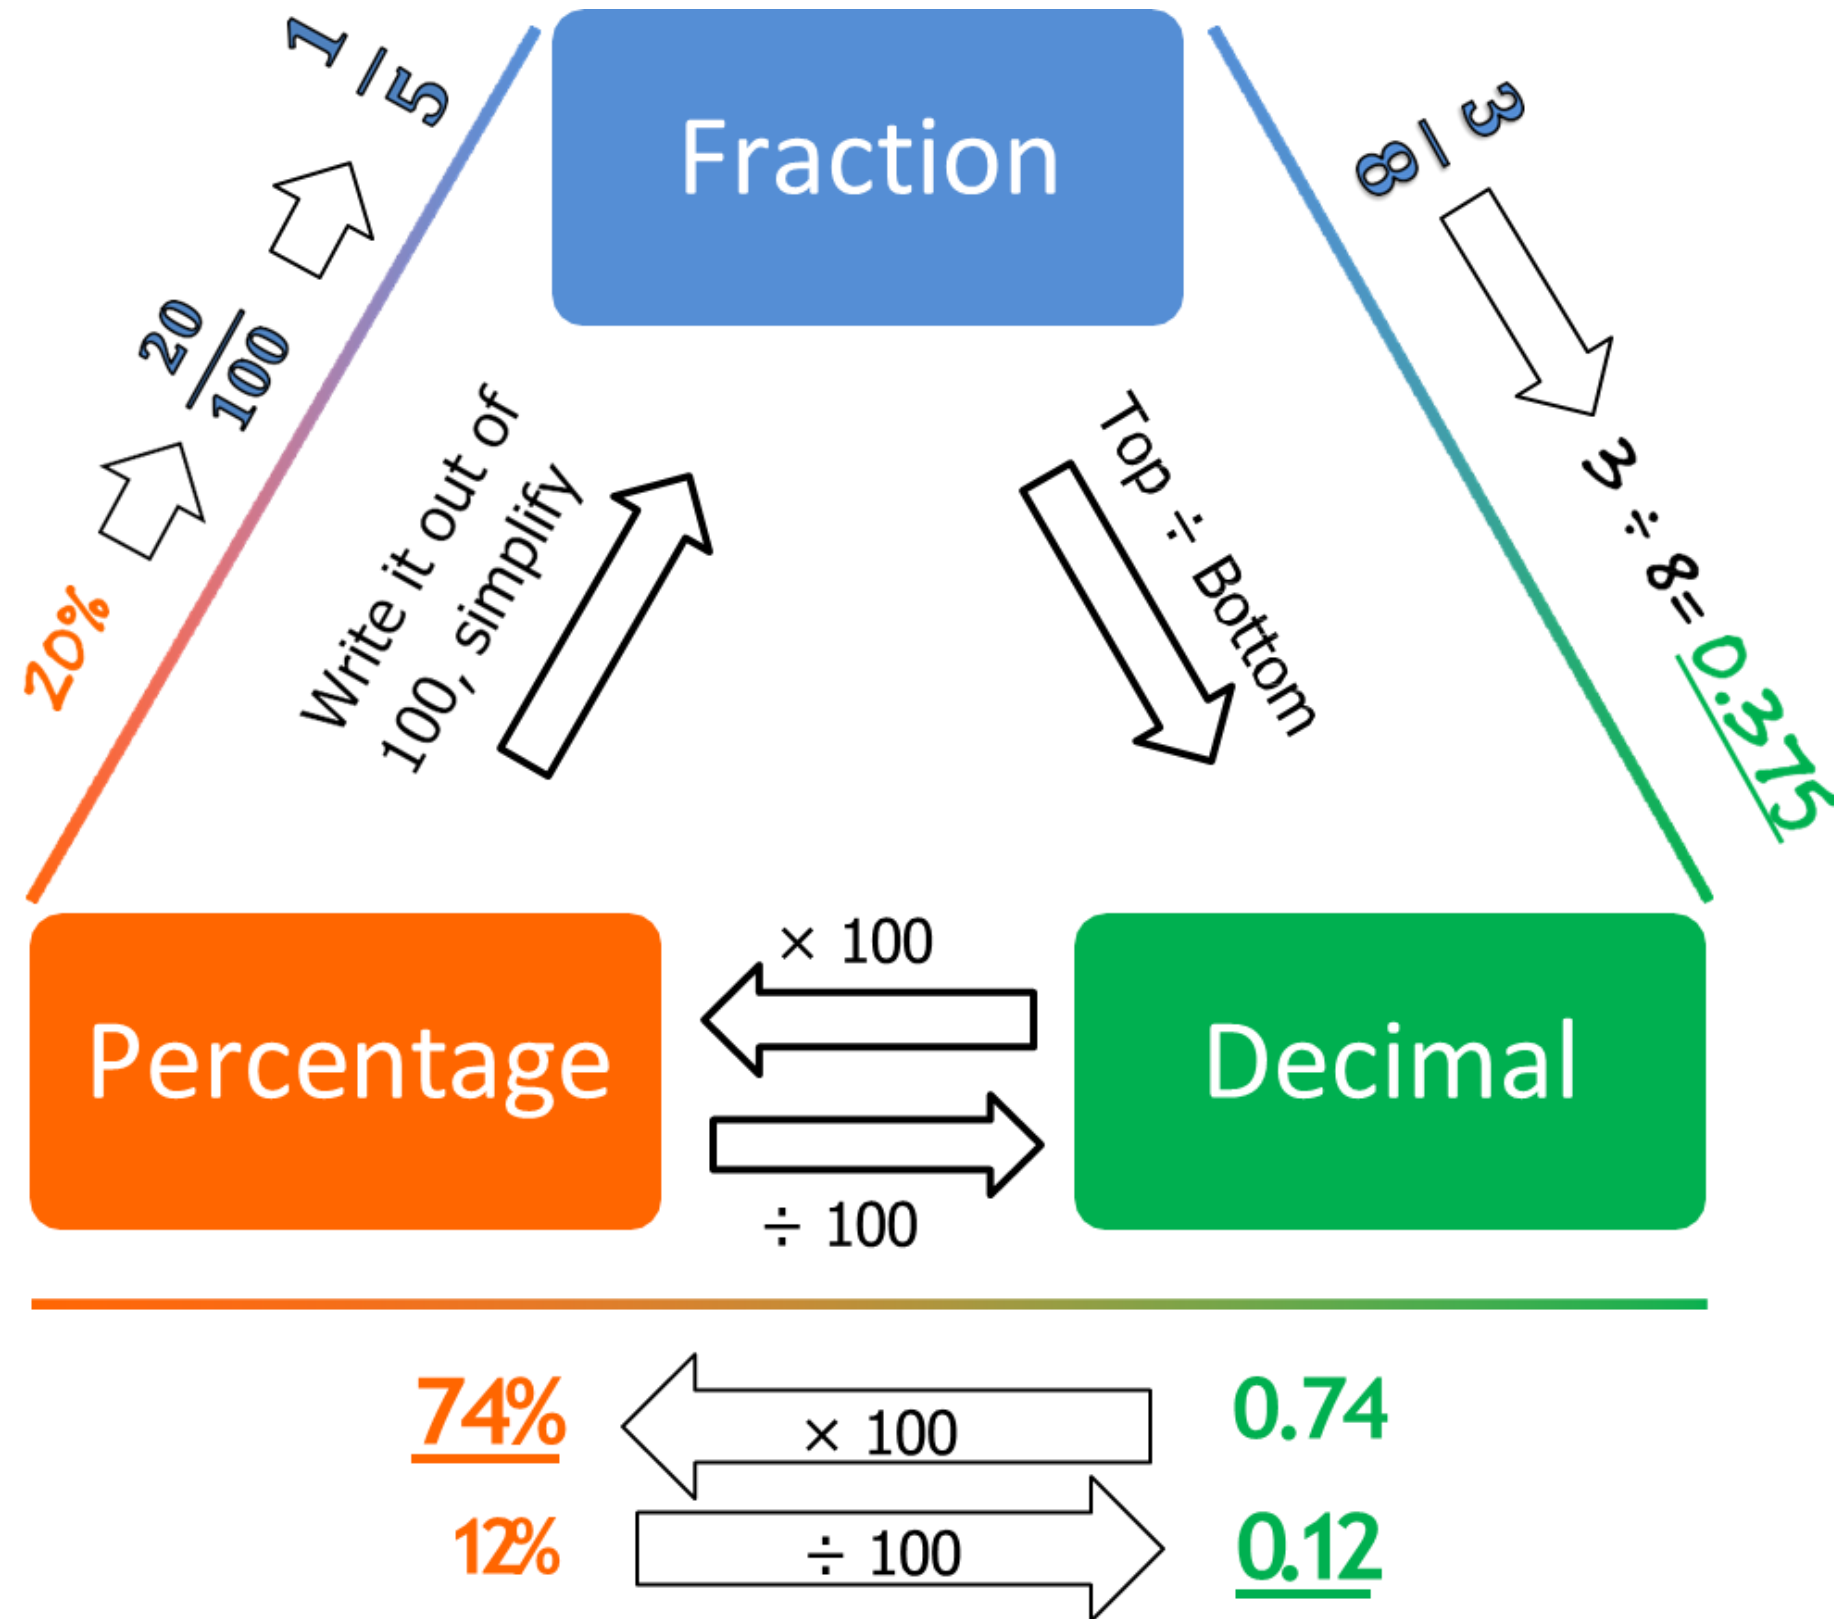 Fraction
1/5
20/100
20%
Write it out of
100, simplify
3/8
3 ÷ 8= 0.375
Top ÷ Bottom
Percentage
× 100
÷ 100
Decimal
74% × 100 0.74
12% ÷ 100 0.12